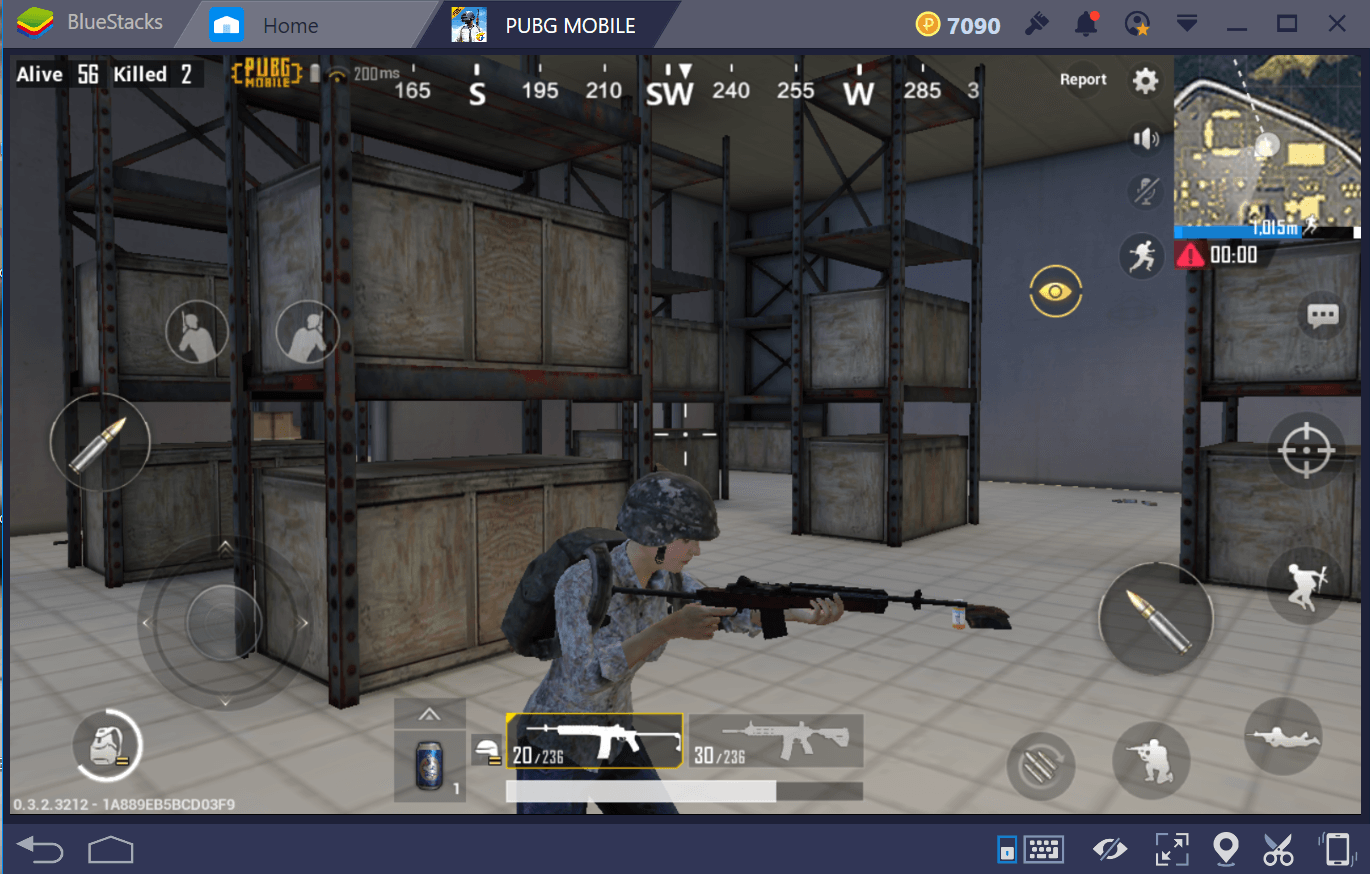 BlueStacks
Home
PUBG MOBILE
P 7090
Alive 56 Killed 2
PUBG
MOBILE
200ms
165 S 195 210 SW 240 255 W 285 3
Report
1,015m
00:00
20/236
30/236
1
0.3.2.3212 - 1A889EB5BCD03F9